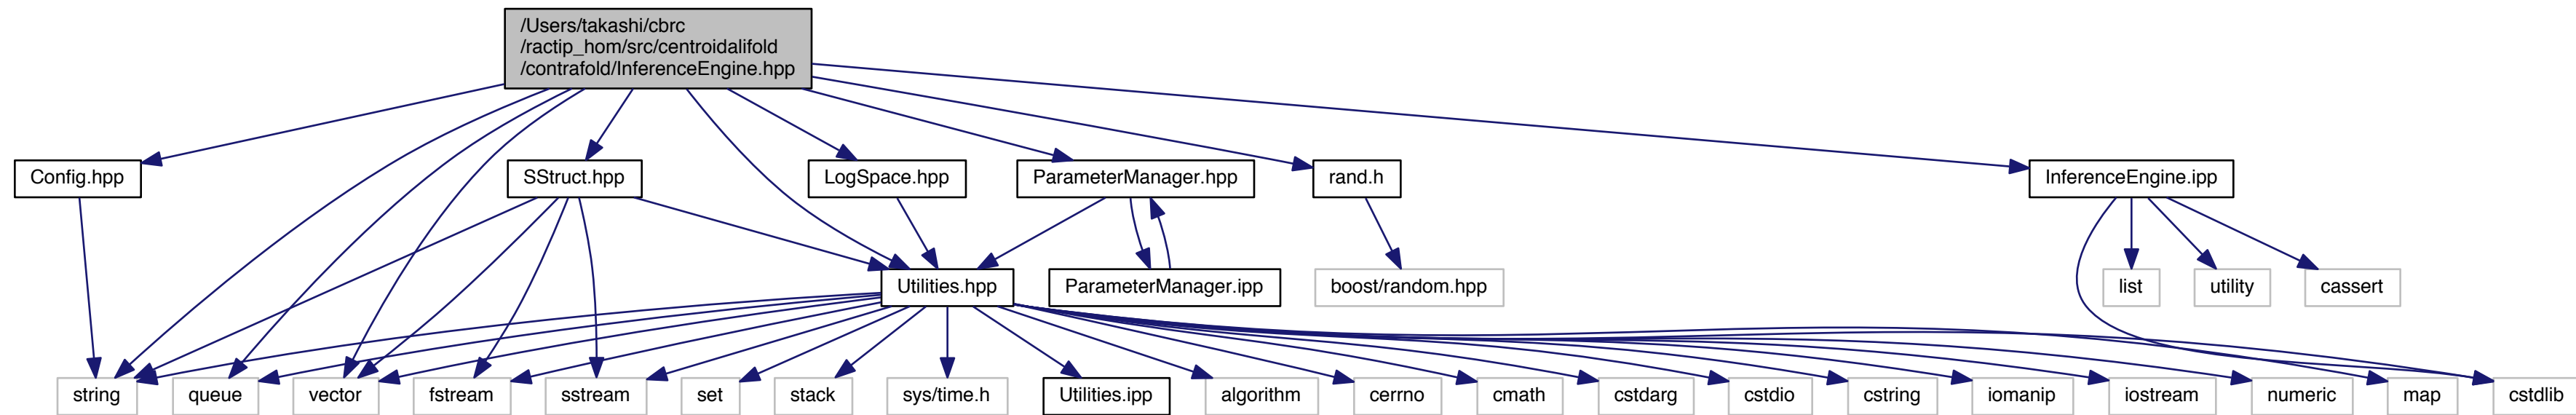 /Users/takashi/cbrc
/ractip_hom/src/centroidalifold
/contrafold/InferenceEngine.hpp
Config.hpp
SStruct.hpp
LogSpace.hpp
ParameterManager.hpp
rand.h
InferenceEngine.ipp
Utilities.hpp
ParameterManager.ipp
boost/random.hpp
list
utility
cassert
string
queue
vector
fstream
sstream
set
stack
sys/time.h
Utilities.ipp
algorithm
cerrno
cmath
cstdarg
cstdio
cstring
iomanip
iostream
numeric
map
cstdlib